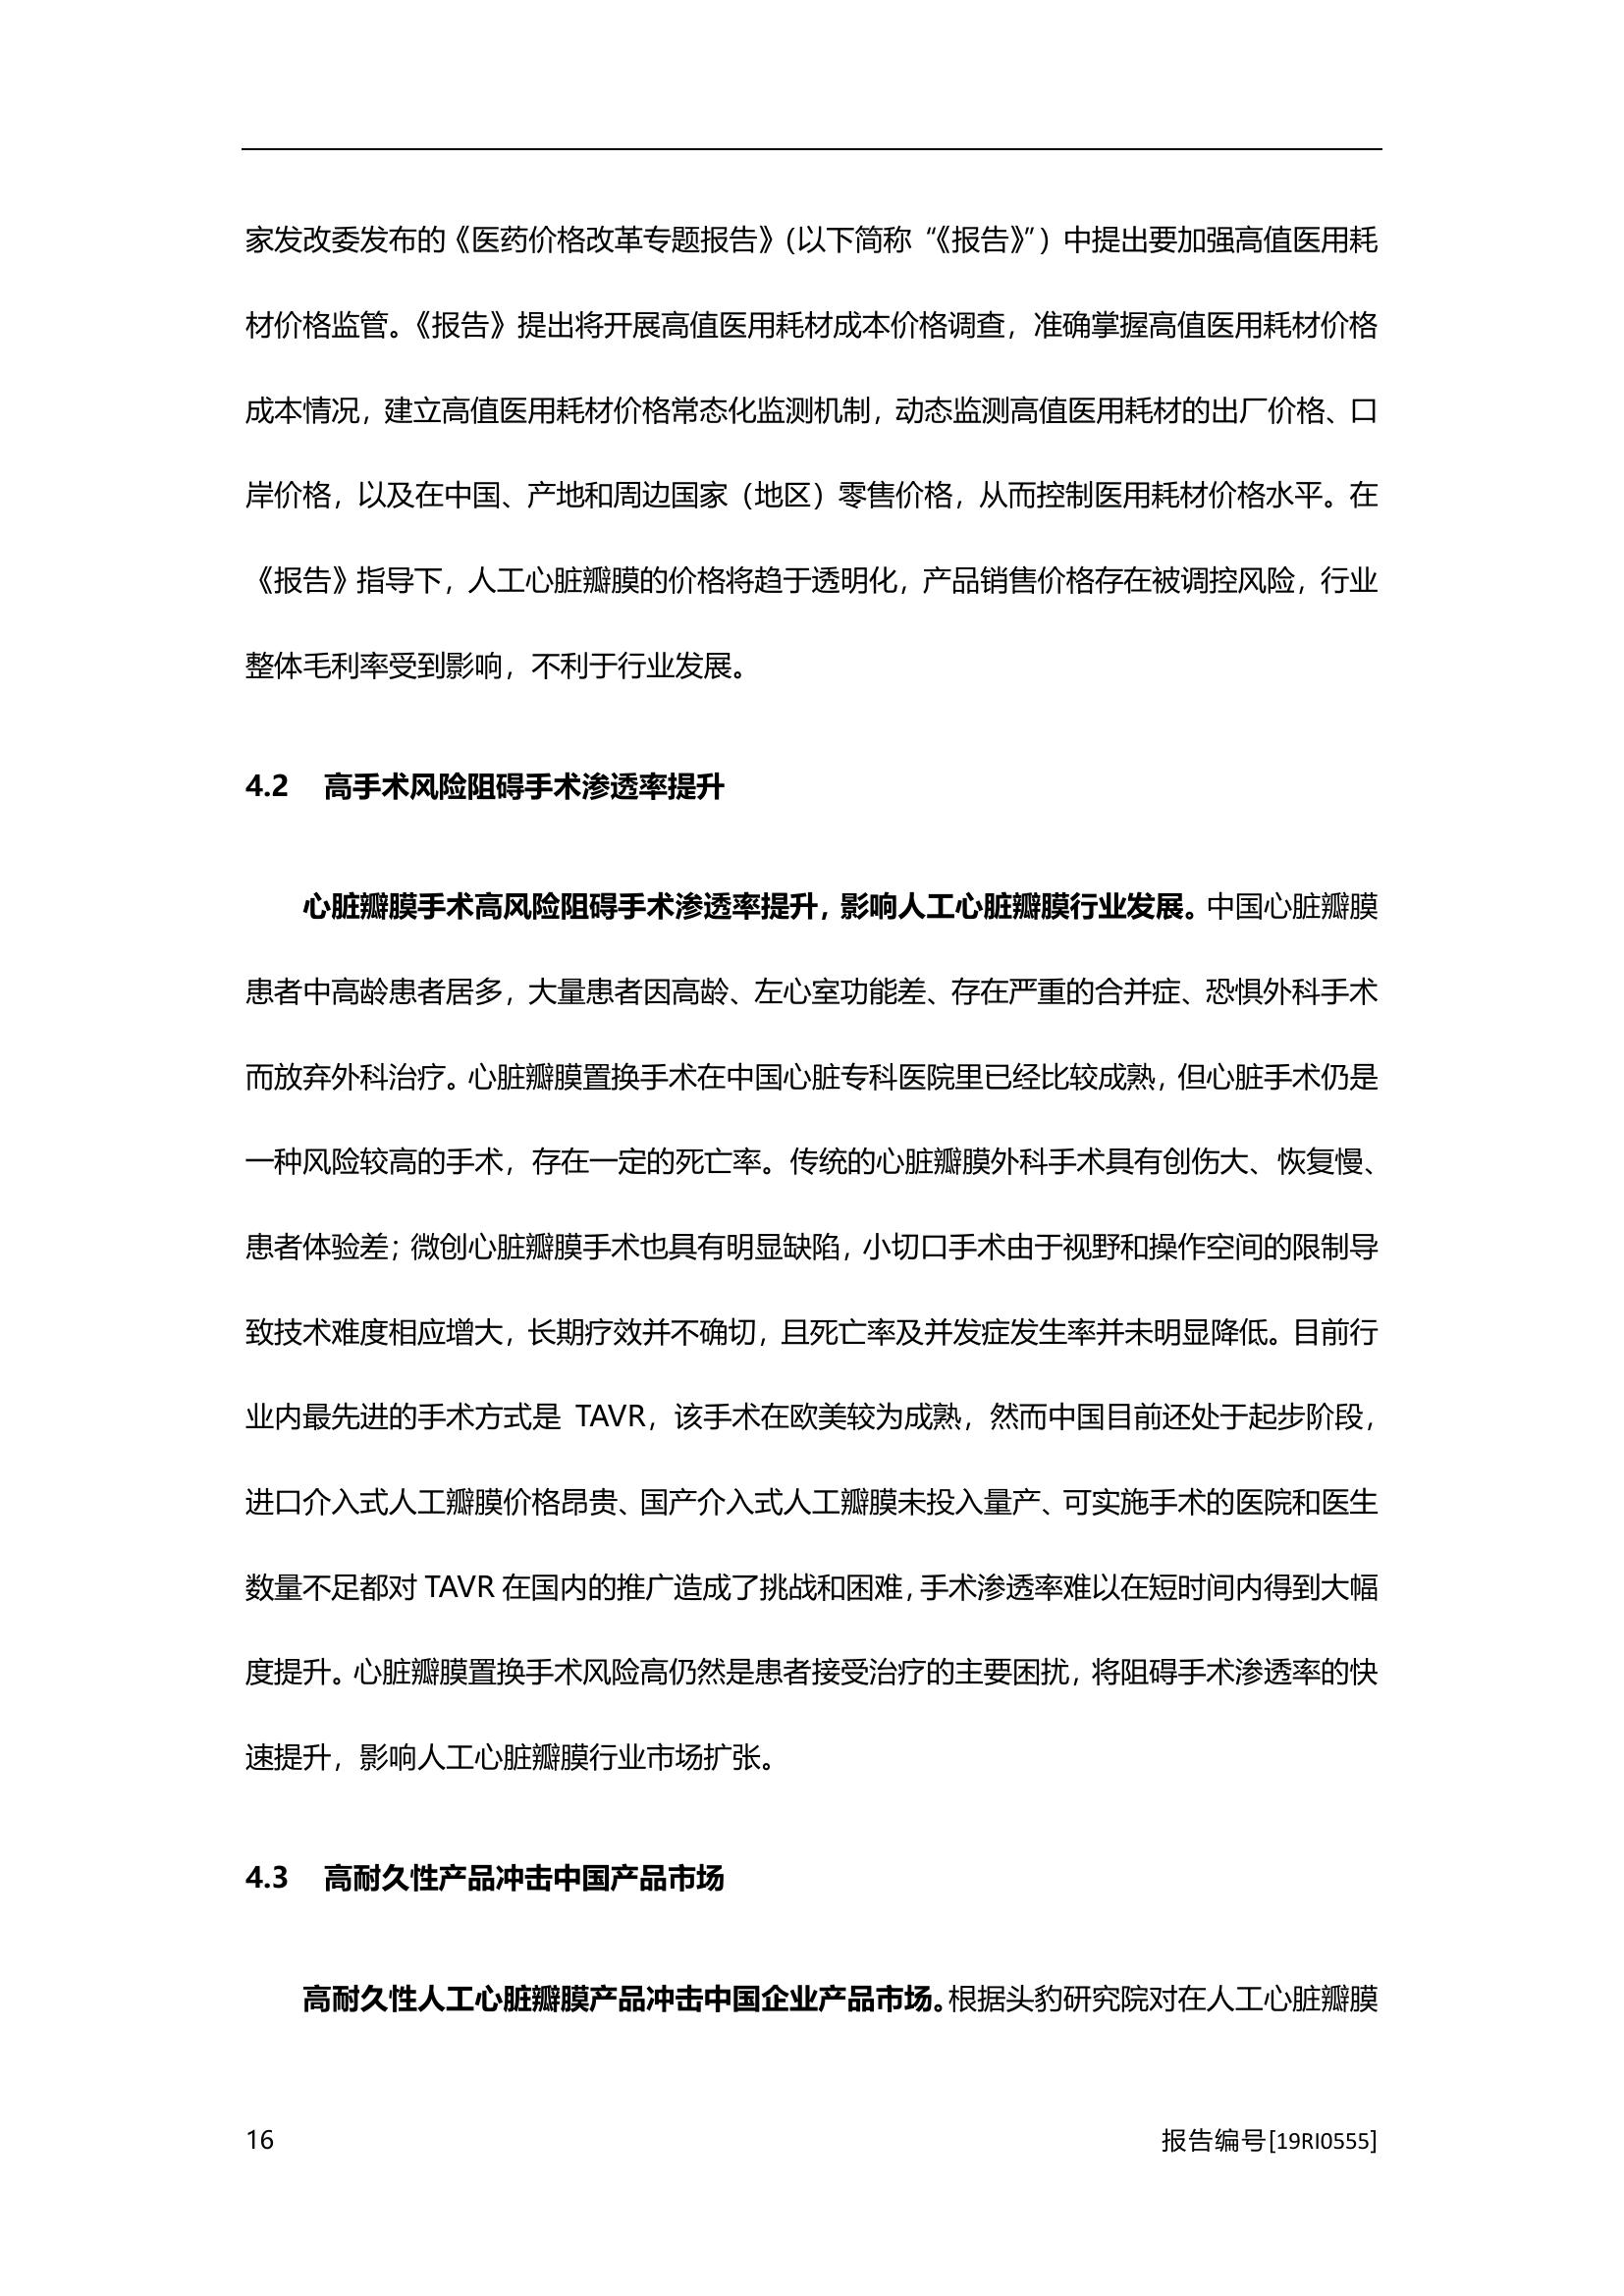 家发改委发布的《医药价格改革专题报告》(以下简称“《报告》”）中提出要加强高值医用耗
材价格监管。《报告》提出将开展高值医用耗材成本价格调查，准确掌握高值医用耗材价格
成本情况，建立高值医用耗材价格常态化监测机制，动态监测高值医用耗材的出厂价格、口
岸价格，以及在中国、产地和周边国家（地区）零售价格，从而控制医用耗材价格水平。在
《报告》指导下，人工心脏瓣膜的价格将趋于透明化，产品销售价格存在被调控风险，行业
整体毛利率受到影响，不利于行业发展。
4.2 高手术风险阻碍手术渗透率提升
心脏瓣膜手术高风险阻碍手术渗透率提升，影响人工心脏瓣膜行业发展。中国心脏瓣膜
患者中高龄患者居多，大量患者因高龄、左心室功能差、存在严重的合并症、恐惧外科手术
而放弃外科治疗。心脏瓣膜置换手术在中国心脏专科医院里已经比较成熟，但心脏手术仍是
一种风险较高的手术，存在一定的死亡率。传统的心脏瓣膜外科手术具有创伤大、恢复慢、
患者体验差；微创心脏瓣膜手术也具有明显缺陷，小切口手术由于视野和操作空间的限制导
致技术难度相应增大，长期疗效并不确切，且死亡率及并发症发生率并未明显降低。目前行
业内最先进的手术方式是 TAVR，该手术在欧美较为成熟，然而中国目前还处于起步阶段，
进口介入式人工瓣膜价格昂贵、国产介入式人工瓣膜未投入量产、可实施手术的医院和医生
数量不足都对 TAVR 在国内的推广造成了挑战和困难，手术渗透率难以在短时间内得到大幅
度提升。心脏瓣膜置换手术风险高仍然是患者接受治疗的主要困扰，将阻碍手术渗透率的快
速提升，影响人工心脏瓣膜行业市场扩张。
4.3 高耐久性产品冲击中国产品市场
高耐久性人工心脏瓣膜产品冲击中国企业产品市场。根据头豹研究院对在人工心脏瓣膜
16 报告编号[19RI0555]